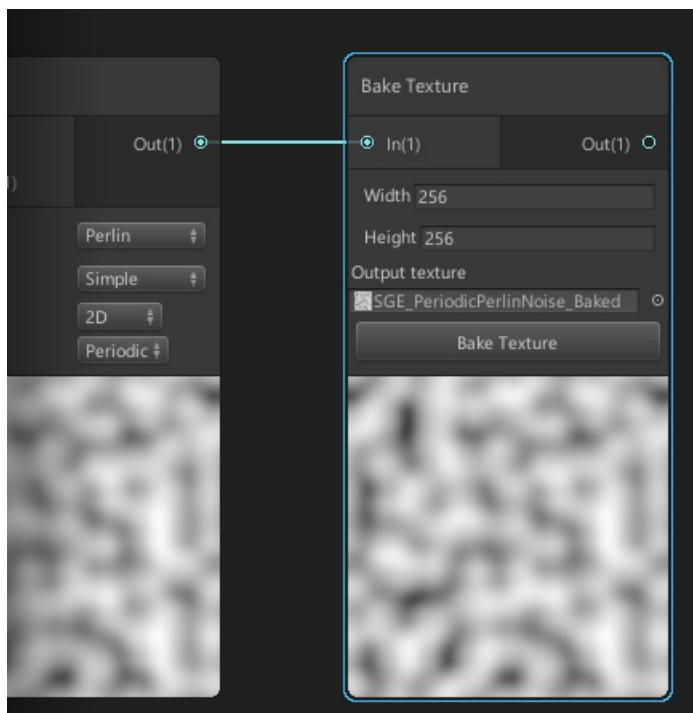 Bake Texture
Out(1)
In(1)
Out(1)
1)
Width 256
Height 256
Perlin
Simple
2D
Periodic
Output texture
SGE_PeriodicPerlinNoise_Baked
Bake Texture